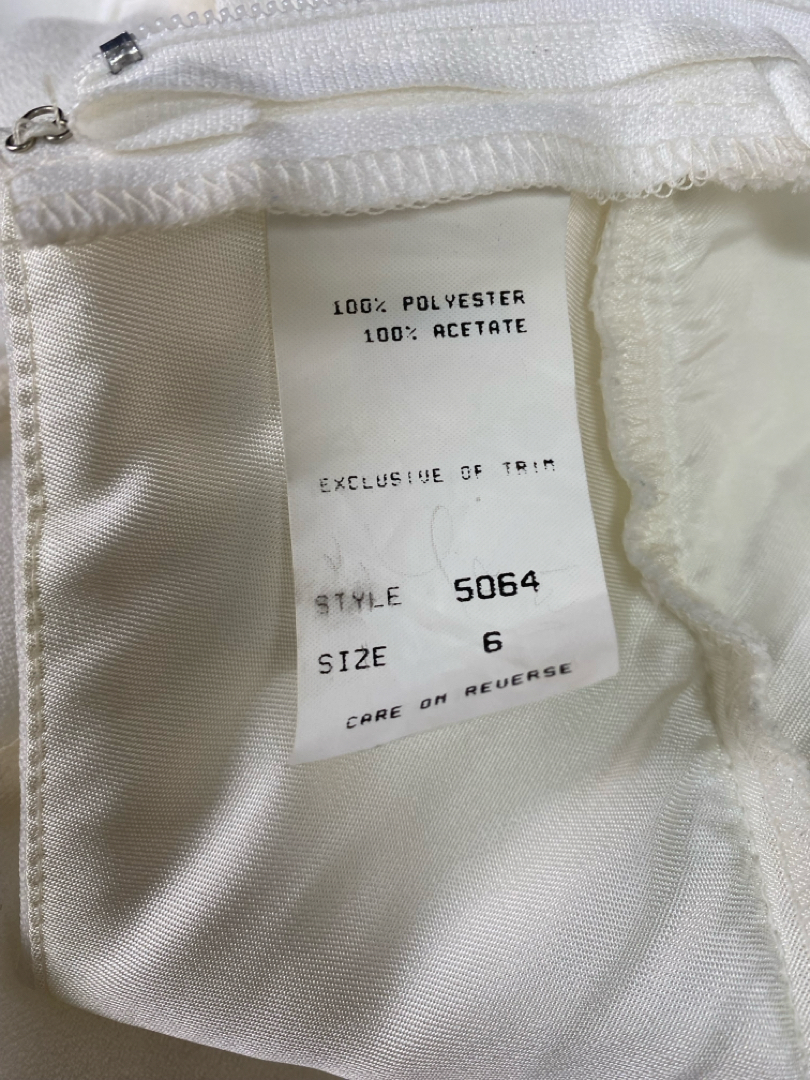 100% POLYESTER
100% ACETATE
EXCLUSIVE OF TRIM
STYLE 5064
SIZE 6
CARE ON REVERSE